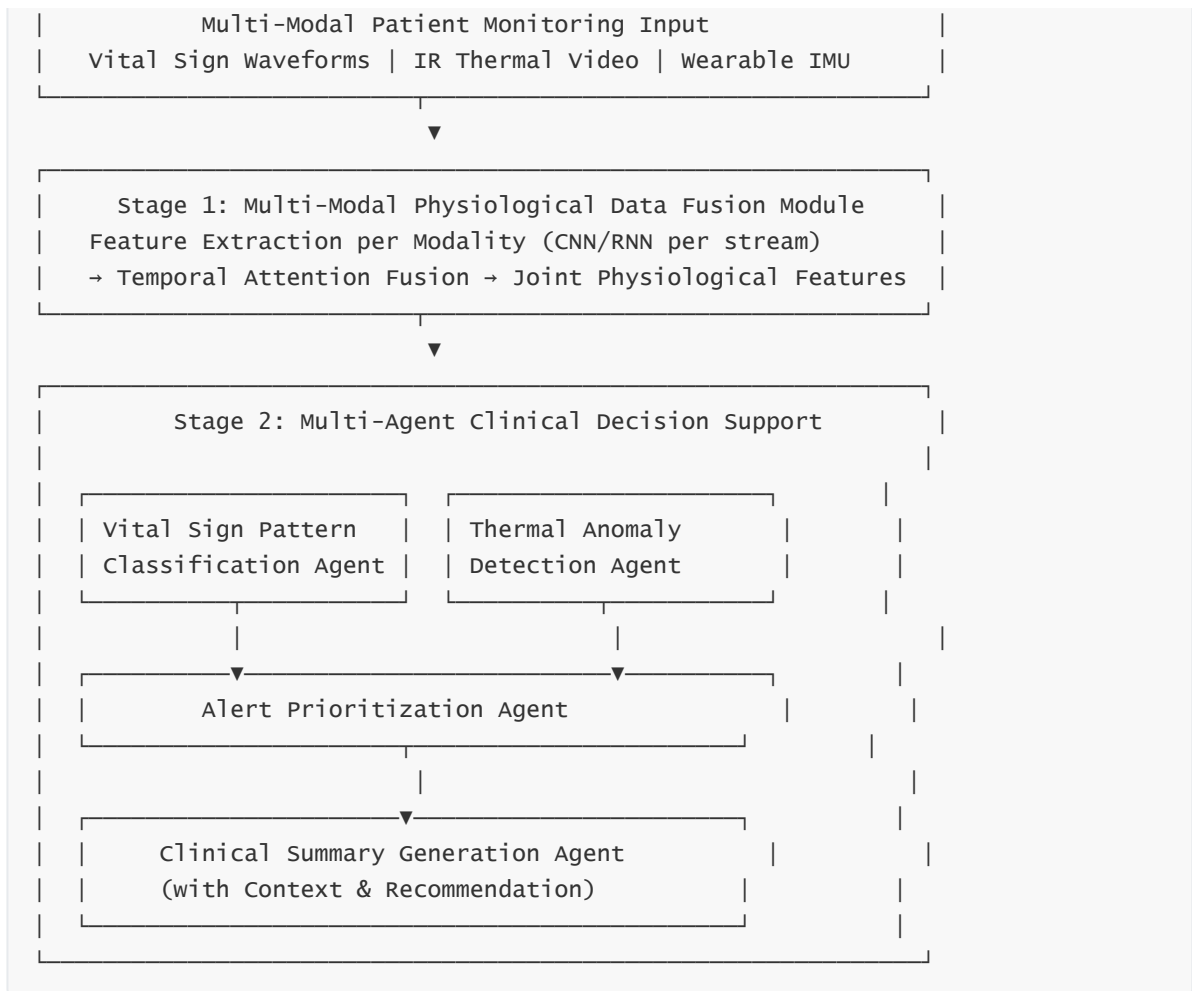 Multi-Modal Patient Monitoring Input
Vital Sign Waveforms | IR Thermal Video | Wearable IMU
Stage 1: Multi-Modal Physiological Data Fusion Module
Feature Extraction per Modality (CNN/RNN per stream)
→ Temporal Attention Fusion → Joint Physiological Features
Stage 2: Multi-Agent Clinical Decision Support
Vital Sign Pattern
Classification Agent
Thermal Anomaly
Detection Agent
Alert Prioritization Agent
Clinical Summary Generation Agent
(with Context & Recommendation)